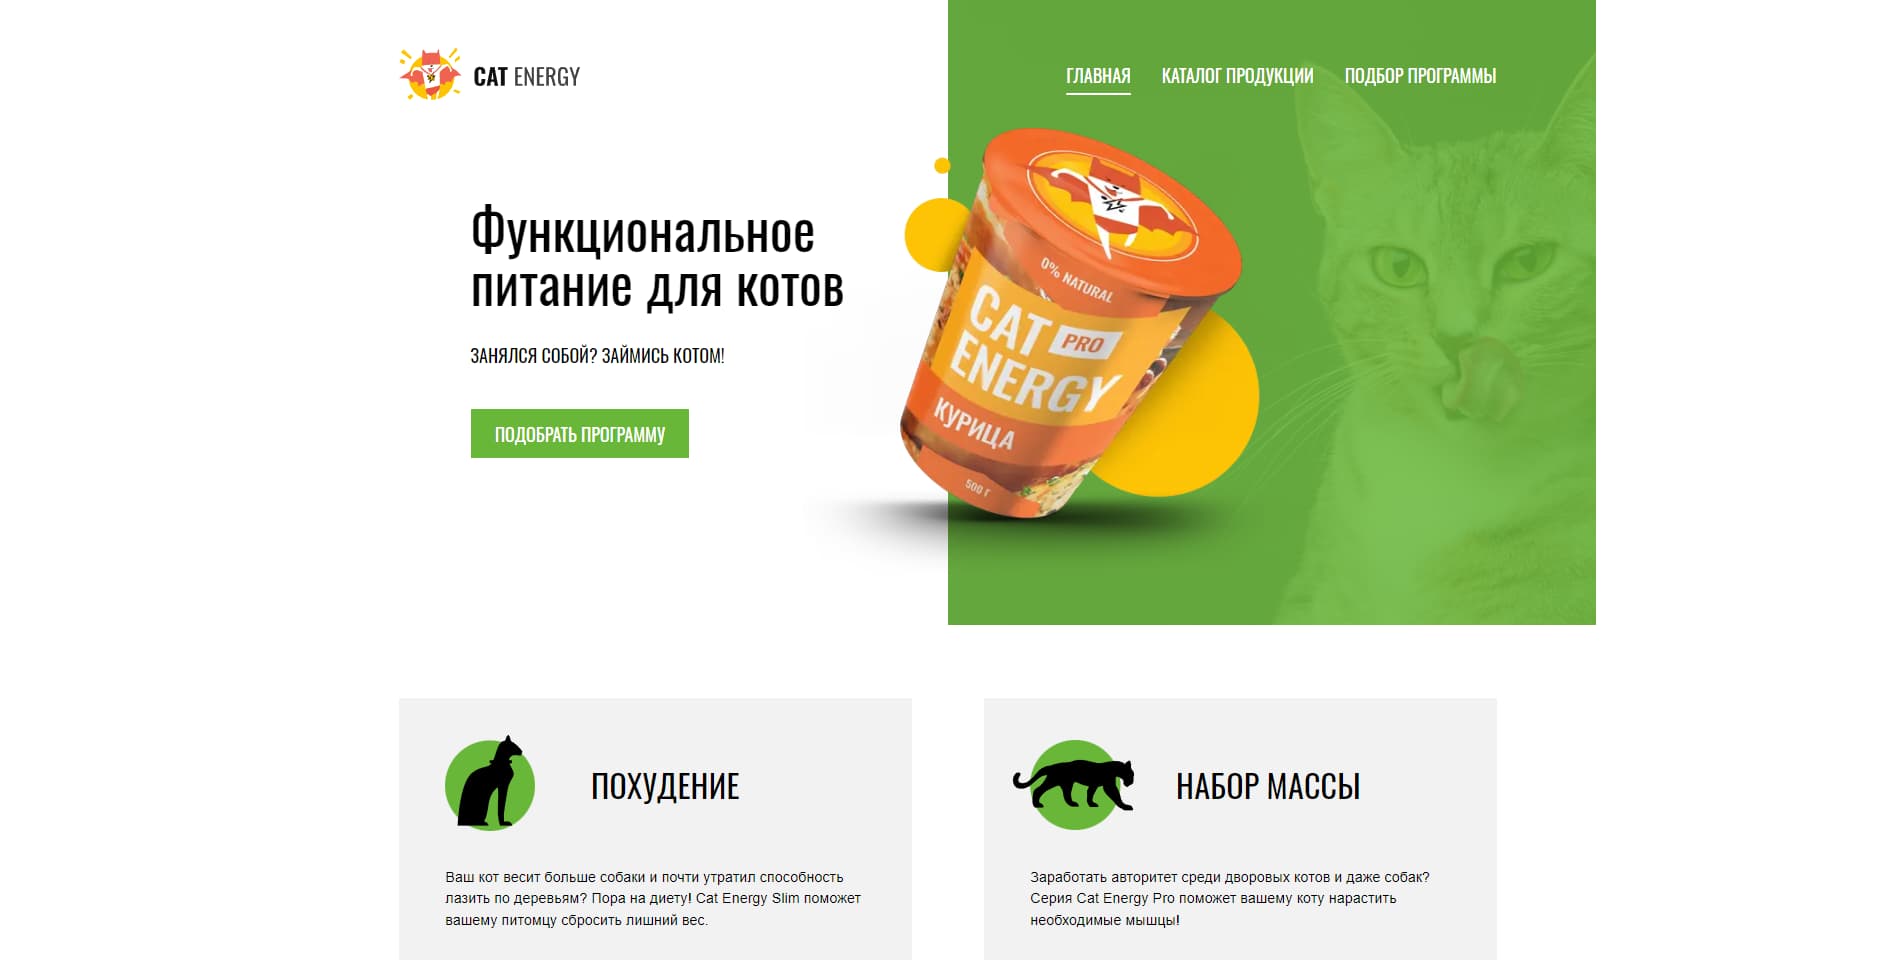 CAT ENERGY
ГЛАВНАЯ
КАТАЛОГ ПРОДУКЦИИ
ПОДБОР ПРОГРАММЫ
Функциональное
питание для котов
ЗАНЯЛСЯ СОБОЙ? ЗАЙМИСЬ КОТОМ!
ПОДОБРАТЬ ПРОГРАММУ
0% NATURAL
CAT PRO
ENERGY
КУРИЦА
500 Г
ПОХУДЕНИЕ
Ваш кот весит больше собаки и почти утратил способность
лазить по деревьям? Пора на диету! Cat Energy Slim поможет
вашему питомцу сбросить лишний вес.
НАБОР МАССЫ
Заработать авторитет среди дворовых котов и даже собак?
Серия Cat Energy Pro поможет вашему коту нарастить
необходимые мышцы!